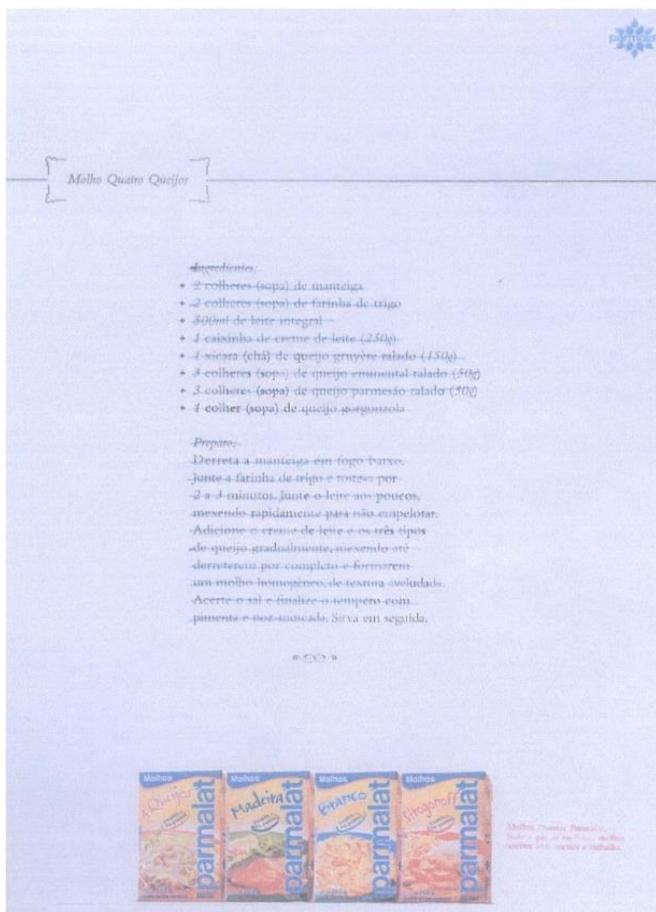 parmalat
Molho Quatro Queijos
Ingredientes:
• 2 colheres (sopa) de manteiga
• 2 colheres (sopa) de farinha de trigo
• 500ml de leite integral
• 1 caixinha de creme de leite (250g)
• 1 xícara (chá) de queijo gruyère ralado (150g)
• 3 colheres (sopa) de queijo emmental ralado (50g)
• 3 colheres (sopa) de queijo parmesão ralado (50g)
• 1 colher (sopa) de queijo gorgonzola
Preparo:
Derreta a manteiga em fogo baixo.
Junte a farinha de trigo e toste-a por
2 a 3 minutos. Junte o leite aos poucos,
mexendo rapidamente para não empelotar.
Adicione o creme de leite e os três tipos
de queijo gradualmente, mexendo até
derreterem por completo e formarem
um molho homogêneo, de textura aveludada.
Acerte o sal e finalize o tempero com
pimenta e noz-moscada. Sirva em seguida.
Molhos
4 Queijos
parmalat
Molhos
Madeira
parmalat
Molhos
Branco
parmalat
Molhos
Strogonoff
parmalat
Molhos Prontos Parmalat.